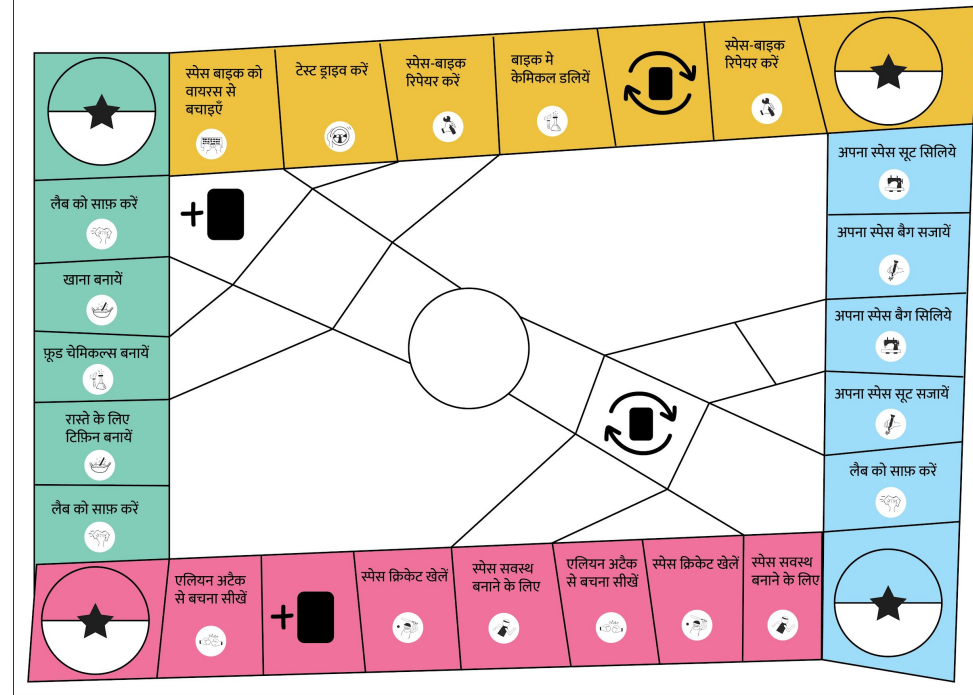 स्पेस बाइक को
वायरस से
बचाइएँ
टेस्ट ड्राइव करें
स्पेस-बाइक
रिपेयर करें
बाइक मे
केमिकल डलियें
स्पेस-बाइक
रिपेयर करें
लैब को साफ़ करें
खाना बनायें
फ़ूड चेमिकल्स बनायें
रास्ते के लिए
टिफ़िन बनायें
लैब को साफ़ करें
अपना स्पेस सूट सिलिये
अपना स्पेस बैग सजायें
अपना स्पेस बैग सिलिये
अपना स्पेस सूट सजायें
लैब को साफ़ करें
एलियन अटैक
से बचना सीखें
स्पेस क्रिकेट खेलें
स्पेस सवस्थ
बनाने के लिए
एलियन अटैक
से बचना सीखें
स्पेस क्रिकेट खेलें
स्पेस सवस्थ
बनाने के लिए